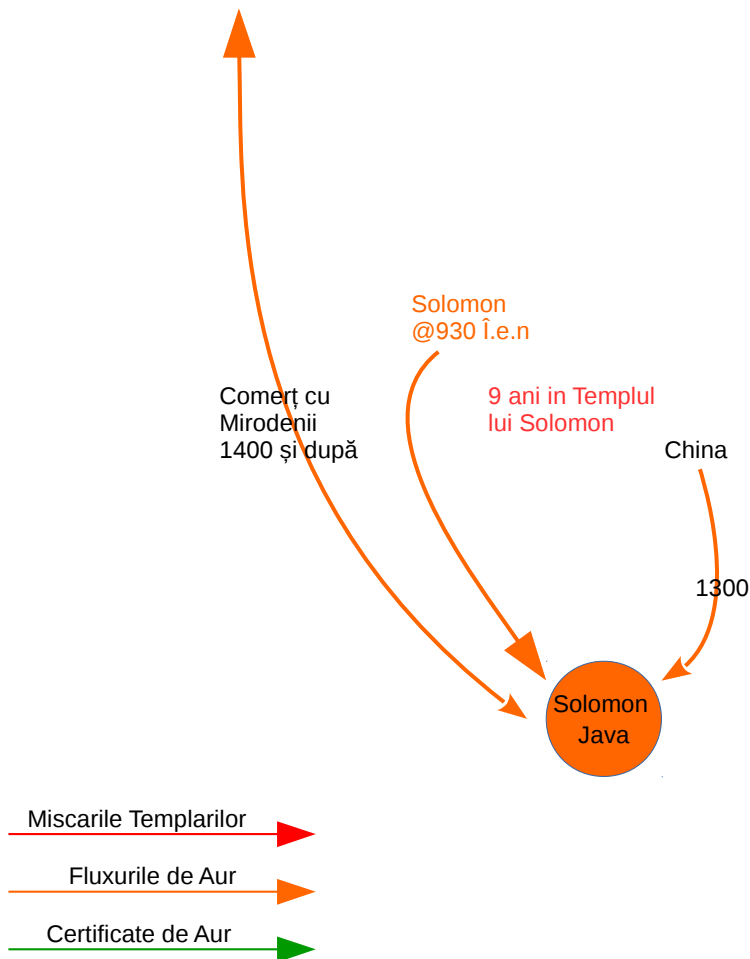 Solomon
@930 Î.e.n
Comerț cu
Mirodenii
1400 și după
9 ani in Templul
lui Solomon
China
1300
Solomon
Java
Miscarile Templarilor
Fluxurile de Aur
Certificate de Aur